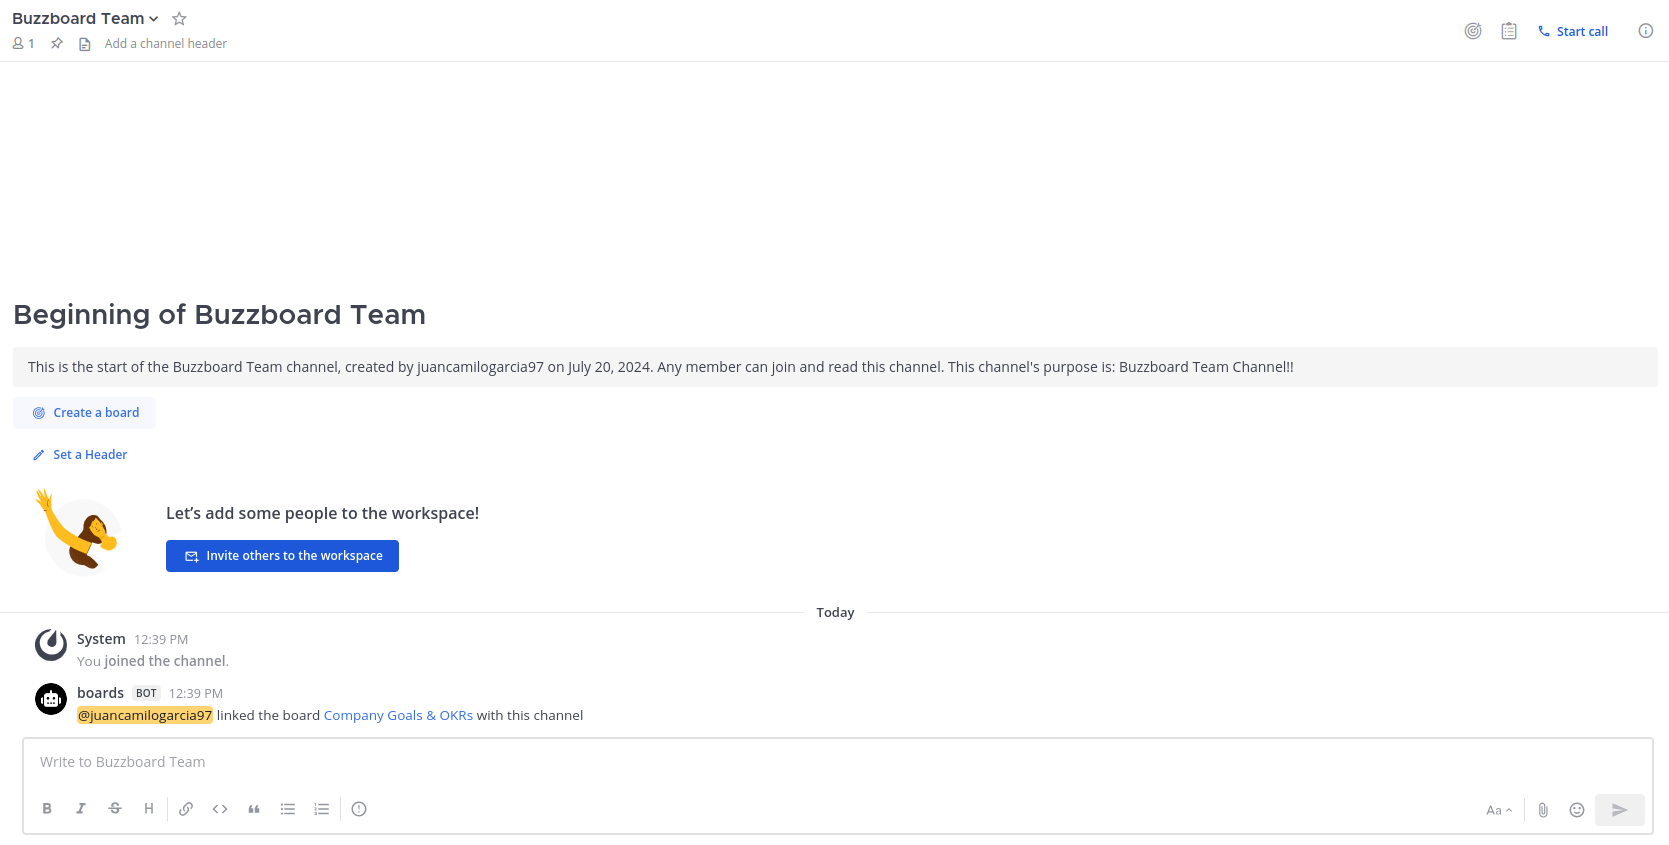 Buzzboard Team
1 Add a channel header
Start call
Beginning of Buzzboard Team
This is the start of the Buzzboard Team channel, created by juancamilogarcia97 on July 20, 2024. Any member can join and read this channel. This channel's purpose is: Buzzboard Team Channel!!
Create a board
Set a Header
Let’s add some people to the workspace!
Invite others to the workspace
Today
System 12:39 PM
You joined the channel.
boards BOT 12:39 PM
@juancamilogarcia97 linked the board Company Goals & OKRs with this channel
Write to Buzzboard Team
B I S H Aa